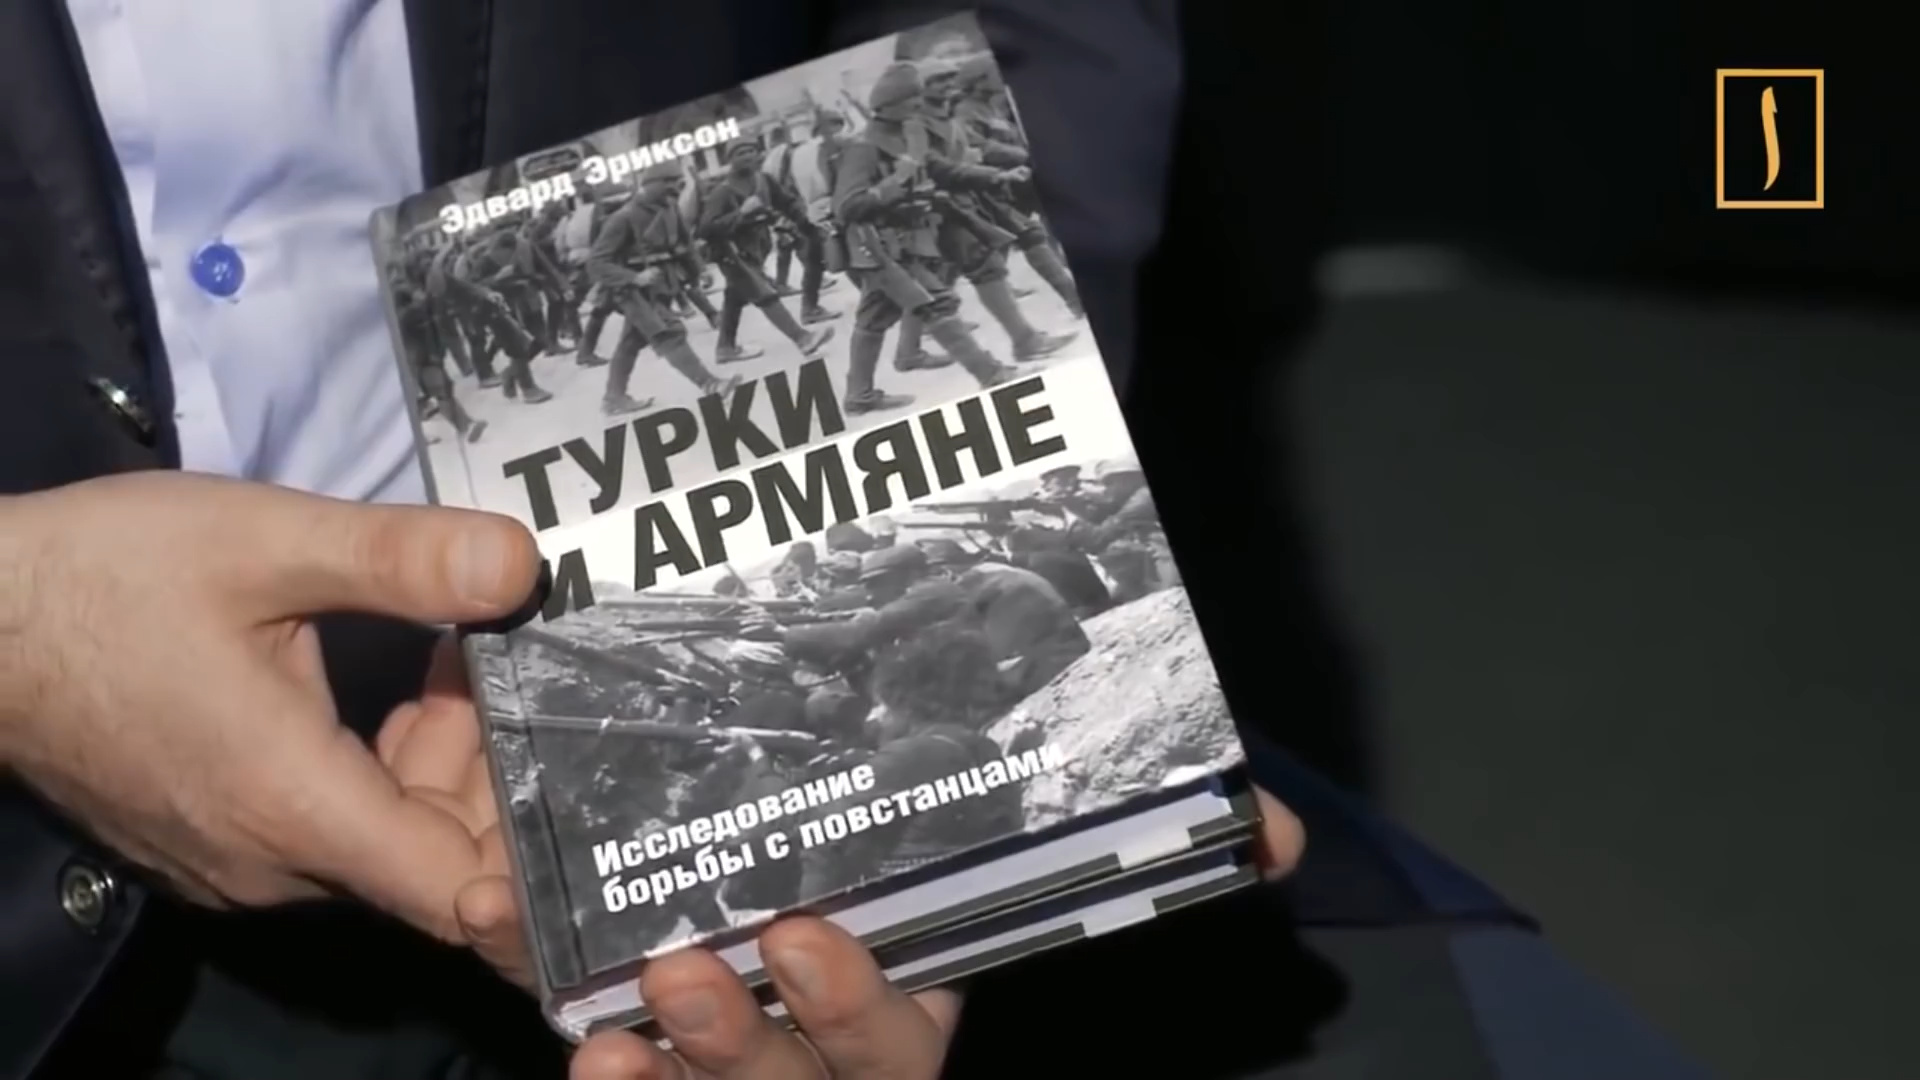 Эдвард Эриксон
ТУРКИ
И АРМЯНЕ
Исследование
борьбы с повстанцами